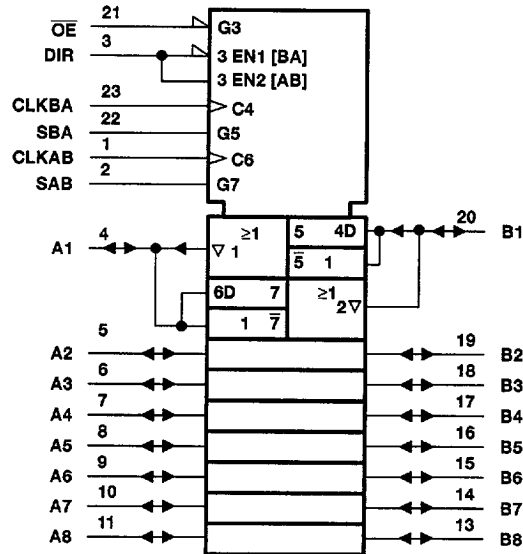 21
O̅E̅ G3
3
DIR 3 EN1 [BA]
3 EN2 [AB]
23
CLKBA C4
22
SBA G5
1
CLKAB C6
2
SAB G7
4 ≥1 5 4D 20
A1 ▽ 1 5̅ 1 B1
6D 7 ≥1
1 7̅ 2▽
5 19
A2 B2
6 18
A3 B3
7 17
A4 B4
8 16
A5 B5
9 15
A6 B6
10 14
A7 B7
11 13
A8 B8